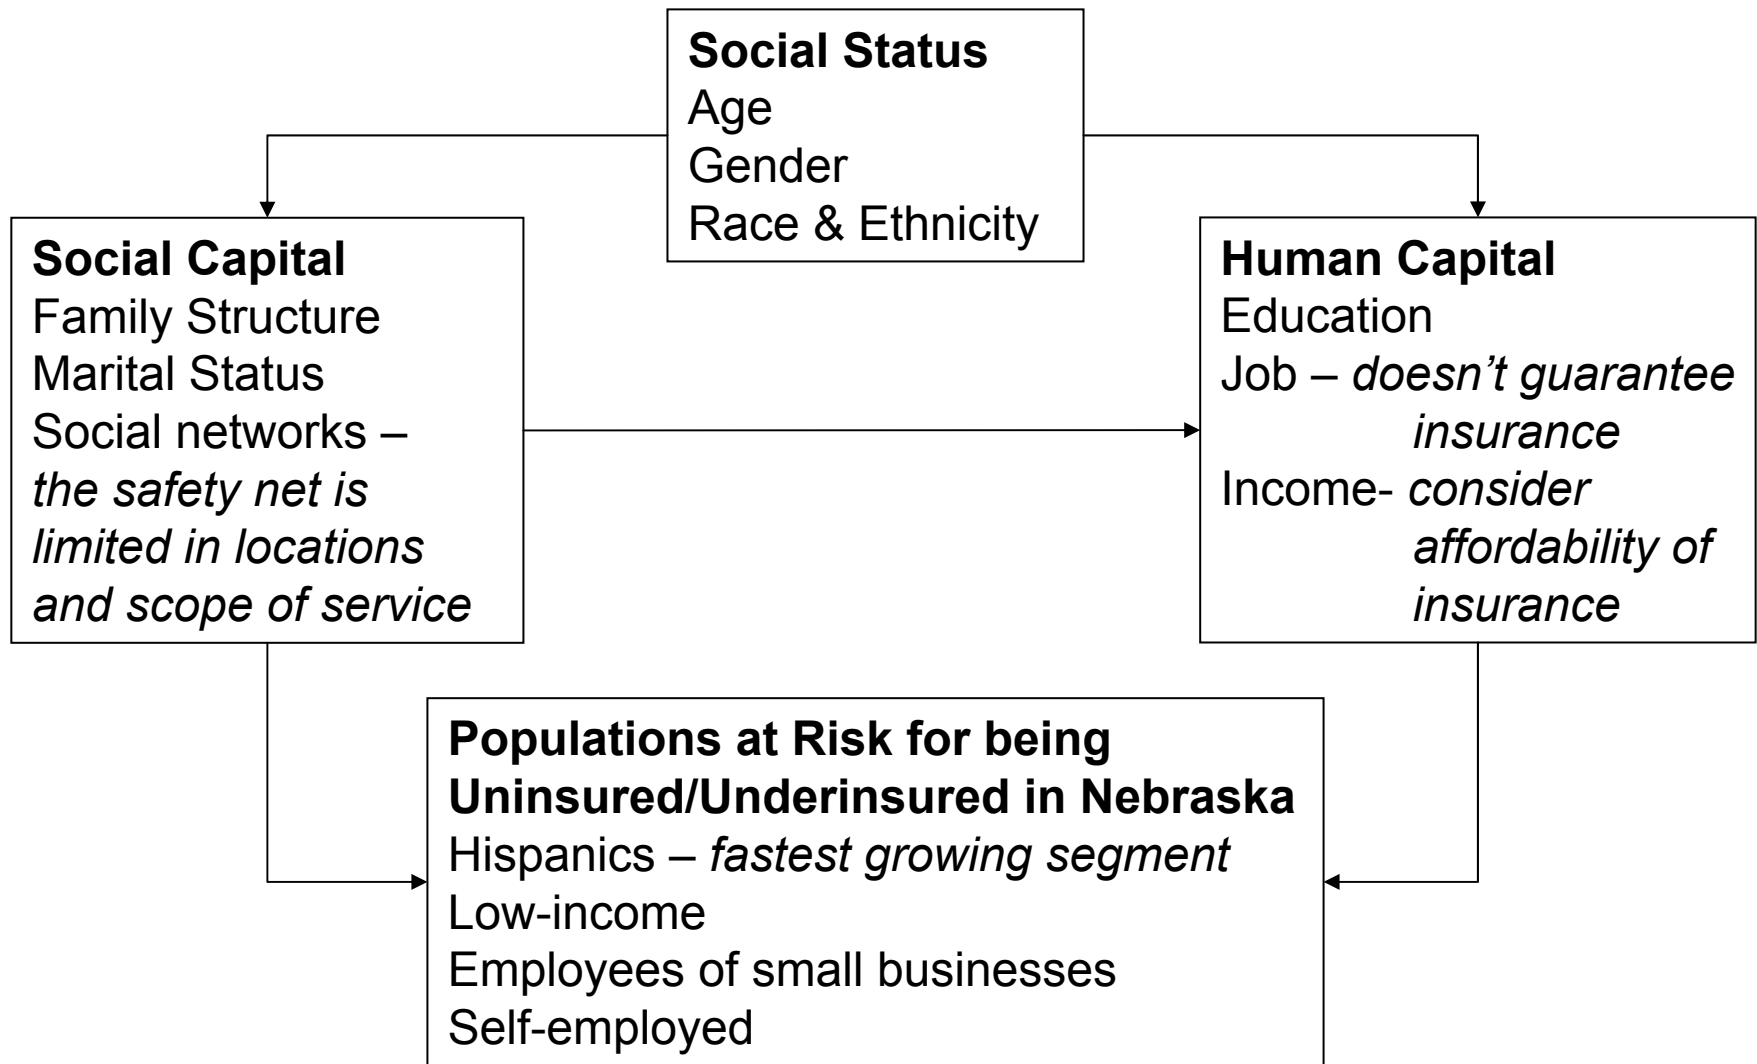 Social Status
Age
Gender
Race & Ethnicity
Social Capital
Family Structure
Marital Status
Social networks –
the safety net is
limited in locations
and scope of service
Human Capital
Education
Job – doesn’t guarantee
insurance
Income- consider
affordability of
insurance
Populations at Risk for being
Uninsured/Underinsured in Nebraska
Hispanics – fastest growing segment
Low-income
Employees of small businesses
Self-employed